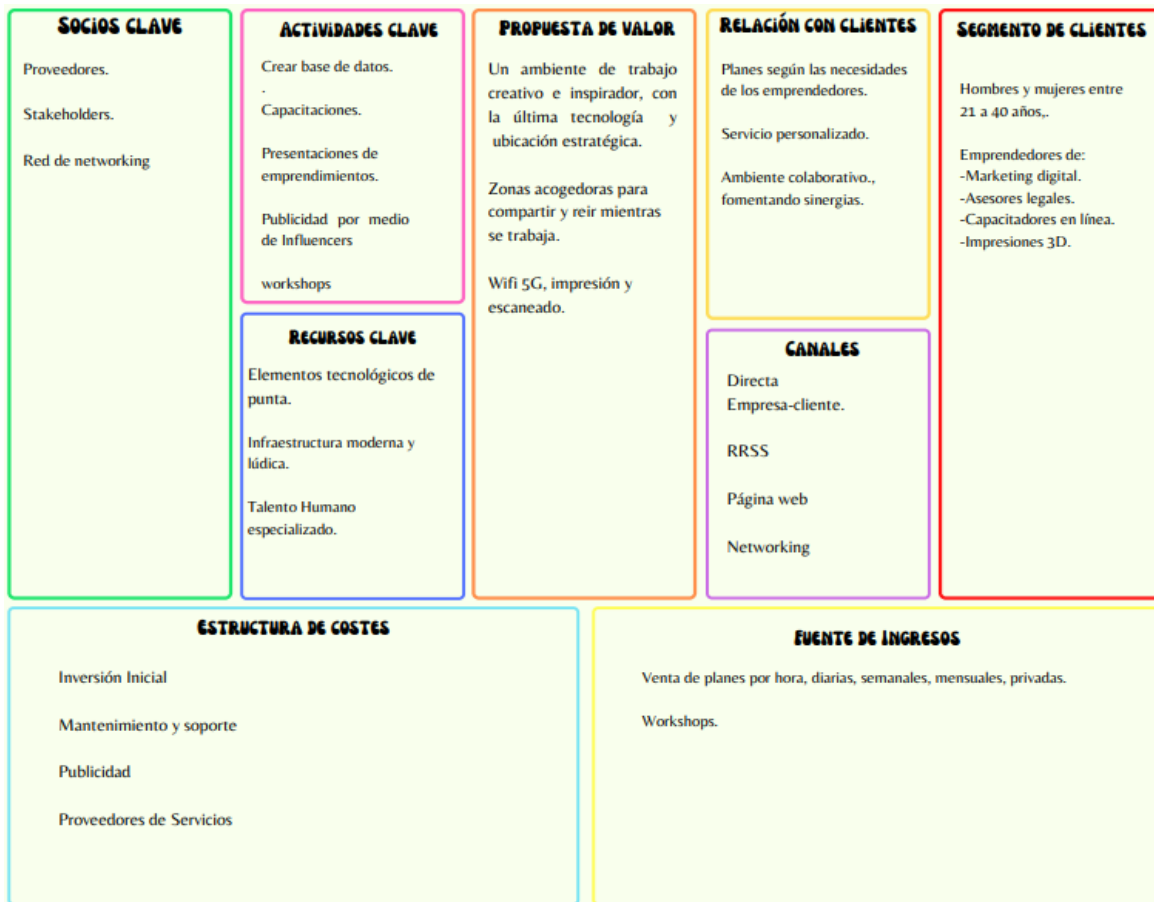 SOCIOS CLAVE
Proveedores.
Stakeholders.
Red de networking
ACTIVIDADES CLAVE
Crear base de datos.
.
Capacitaciones.
Presentaciones de
emprendimientos.
Publicidad por medio
de Influencers
workshops
RECURSOS CLAVE
Elementos tecnológicos de
punta.
Infraestructura moderna y
lúdica.
Talento Humano
especializado.
PROPUESTA DE VALOR
Un ambiente de trabajo
creativo e inspirador, con
la última tecnología y
ubicación estratégica.
Zonas acogedoras para
compartir y reir mientras
se trabaja.
Wifi 5G, impresión y
escaneado.
RELACIÓN CON CLIENTES
Planes según las necesidades
de los emprendedores.
Servicio personalizado.
Ambiente colaborativo.,
fomentando sinergias.
CANALES
Directa
Empresa-cliente.
RRSS
Página web
Networking
SEGMENTO DE CLIENTES
Hombres y mujeres entre
21 a 40 años,.
Emprendedores de:
-Marketing digital.
-Asesores legales.
-Capacitadores en línea.
-Impresiones 3D.
ESTRUCTURA DE COSTES
Inversión Inicial
Mantenimiento y soporte
Publicidad
Proveedores de Servicios
FUENTE DE INGRESOS
Venta de planes por hora, diarias, semanales, mensuales, privadas.
Workshops.